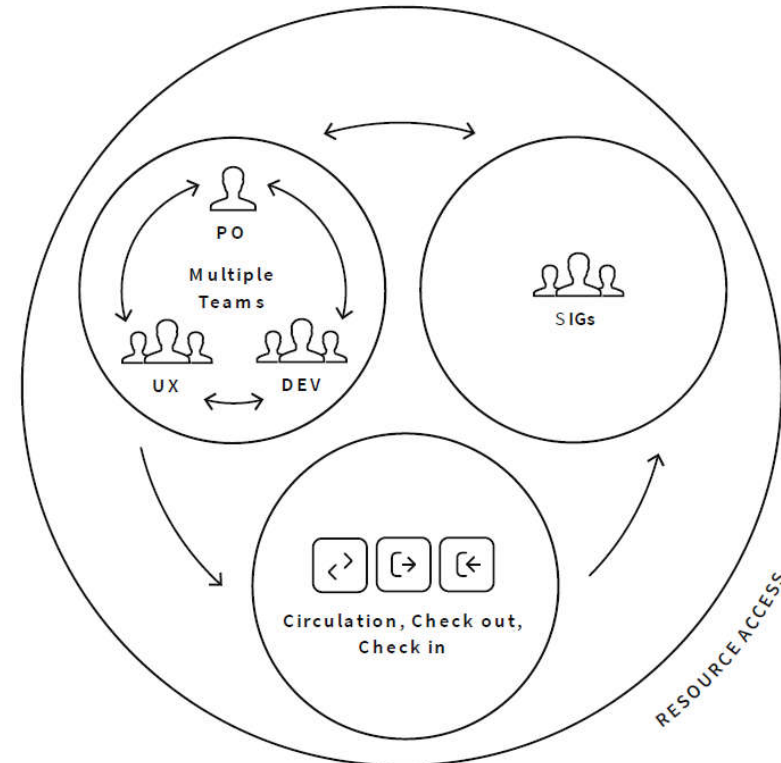 PO
Multiple
Teams
UX
DEV
SIGs
Circulation, Check out,
Check in
RESOURCE ACCESS